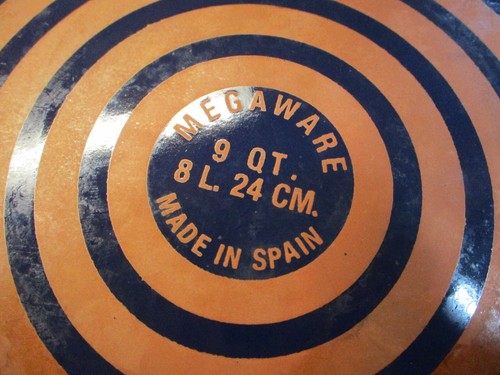 MEGAWARE
9 QT.
8 L. 24 CM.
MADE IN SPAIN